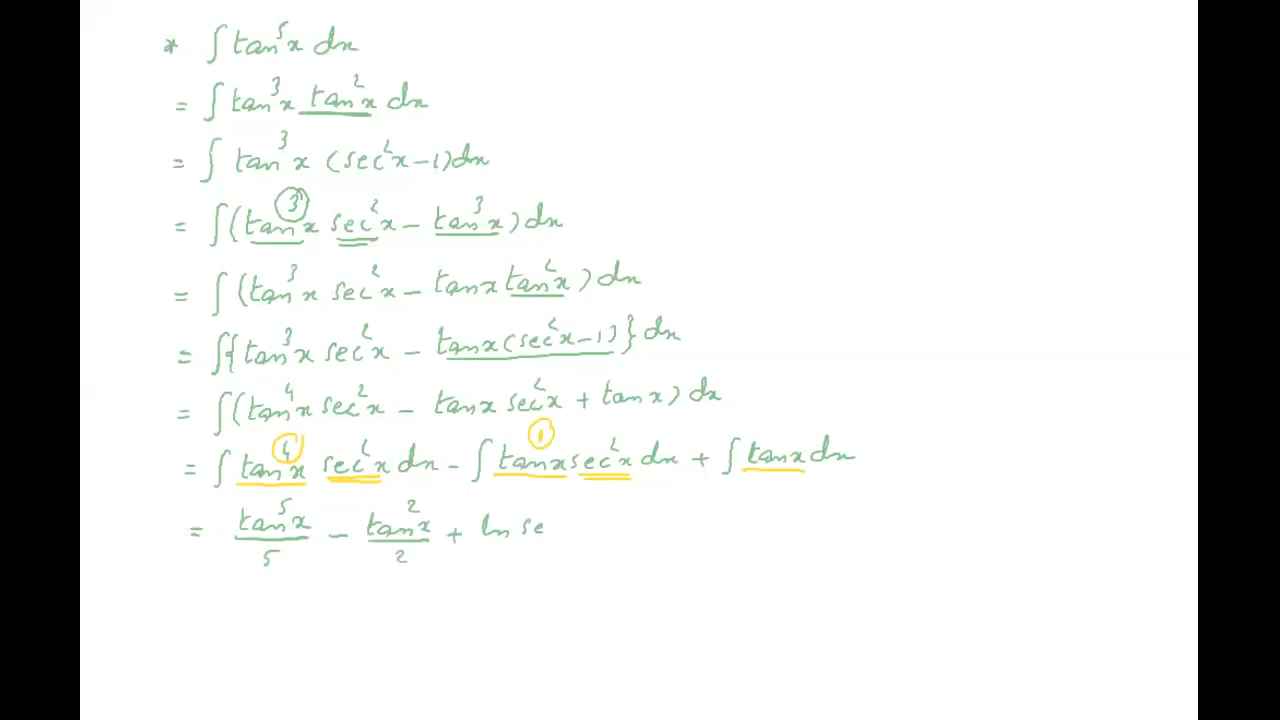 * ∫ tan⁵x dx
= ∫ tan³x tan²x dx
= ∫ tan³x (sec²x − 1) dx
= ∫ (tan³x sec²x − tan³x) dx
= ∫ (tan³x sec²x − tanx tan²x) dx
= ∫ { tan³x sec²x − tanx (sec²x − 1) } dx
= ∫ (tan⁴x sec²x − tanx sec²x + tanx) dx
= ∫ tan⁴x sec²x dx − ∫ tan¹x sec²x dx + ∫ tanx dx
= tan⁵x/5 − tan²x/2 + ln se